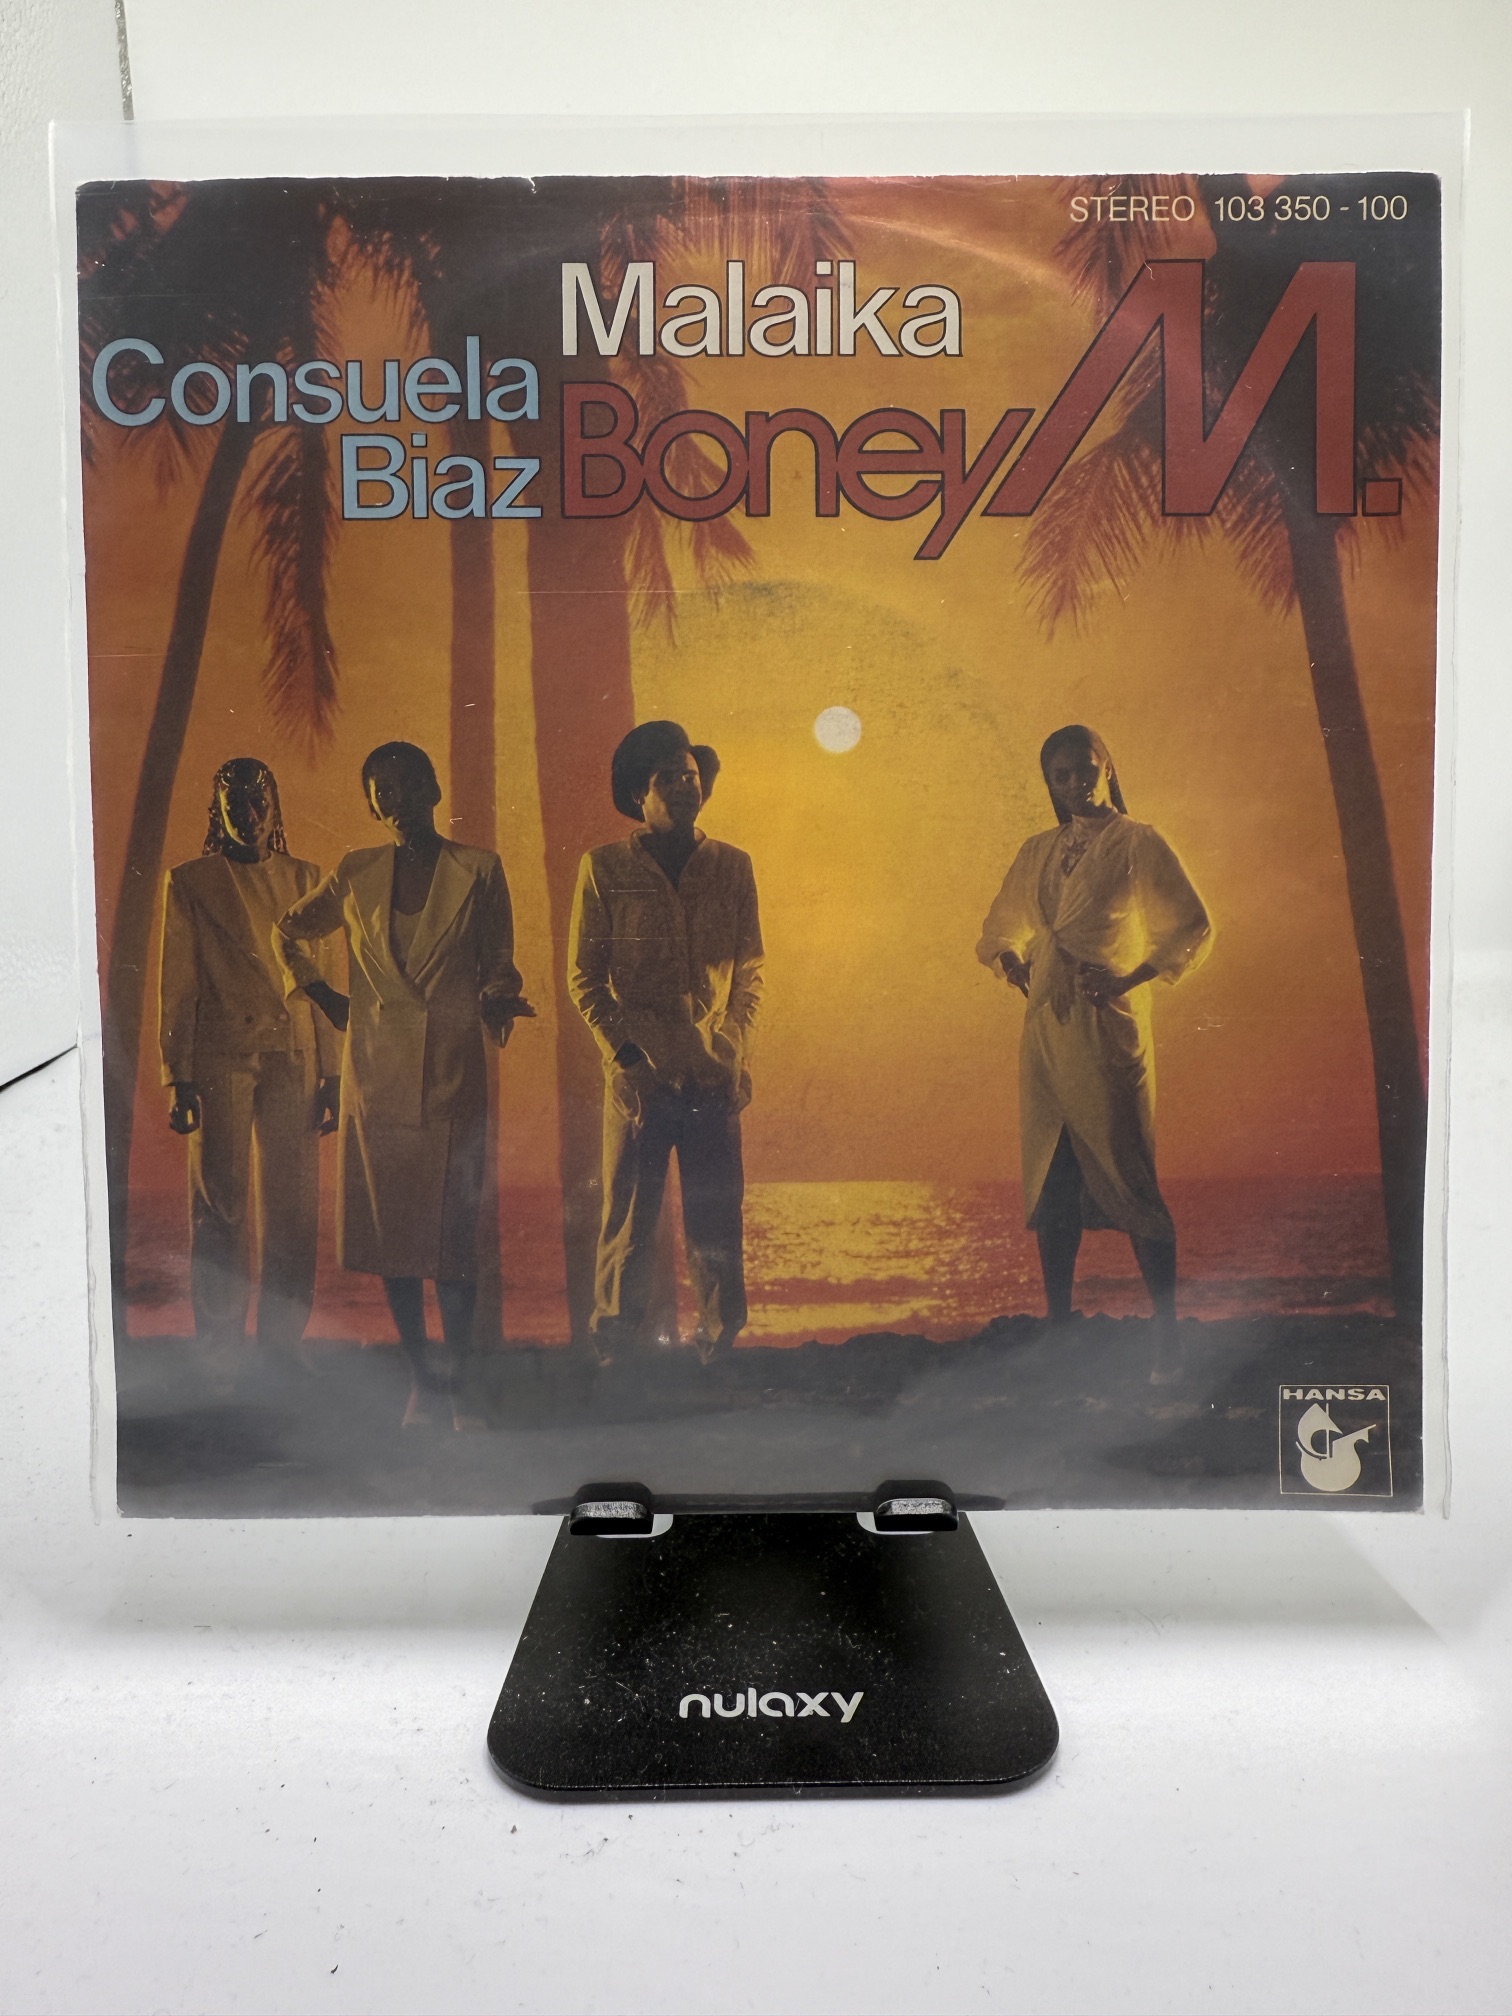 STEREO 103 350 - 100
Malaika
Consuela
Biaz
Boney M.
HANSA
nulaxy